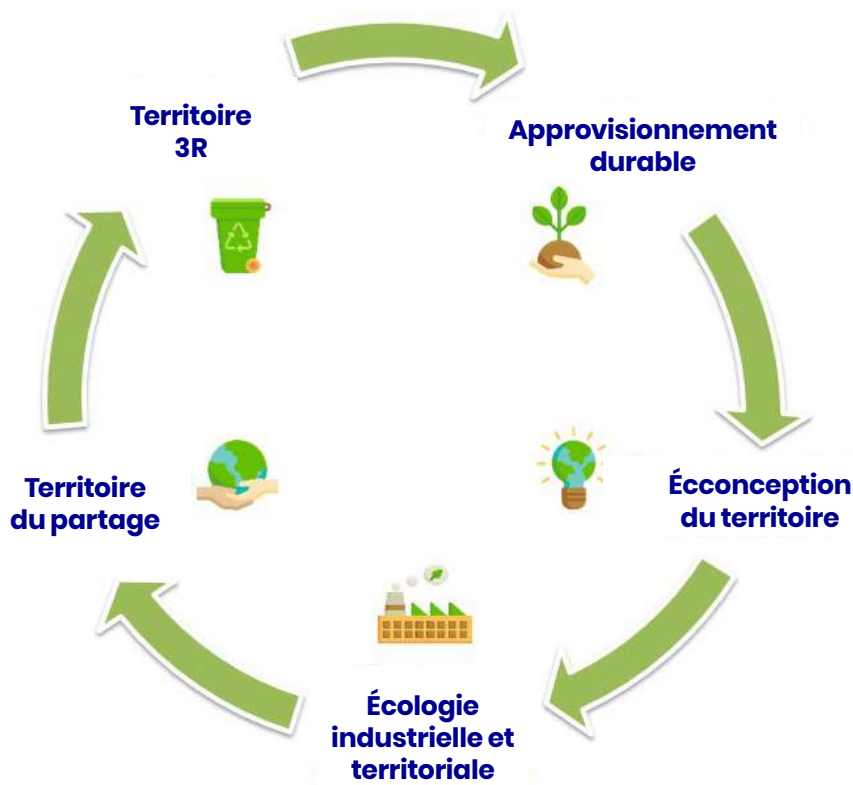 Territoire
3R
Approvisionnement
durable
Écconception
du territoire
Écologie
industrielle et
territoriale
Territoire
du partage